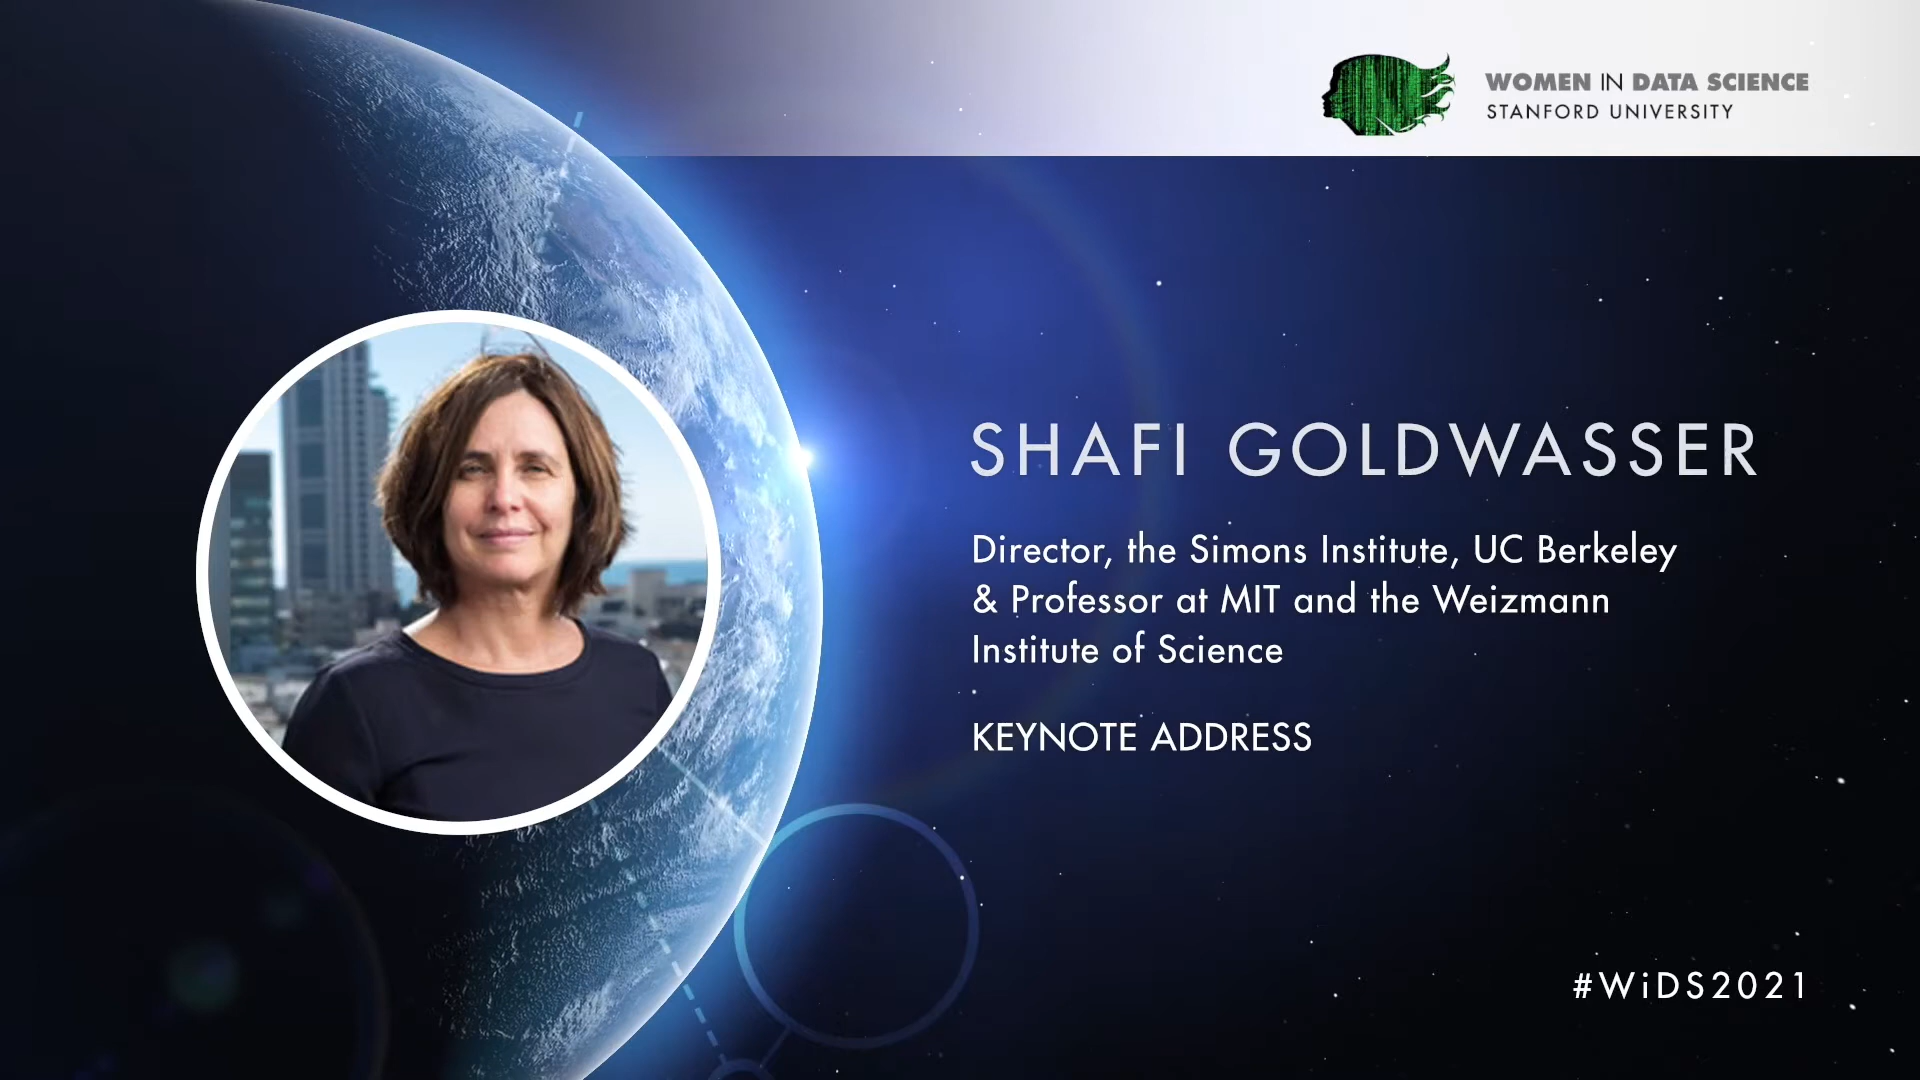 WOMEN IN DATA SCIENCE
STANFORD UNIVERSITY
SHAFI GOLDWASSER
Director, the Simons Institute, UC Berkeley
& Professor at MIT and the Weizmann
Institute of Science
KEYNOTE ADDRESS
#WiDS2021